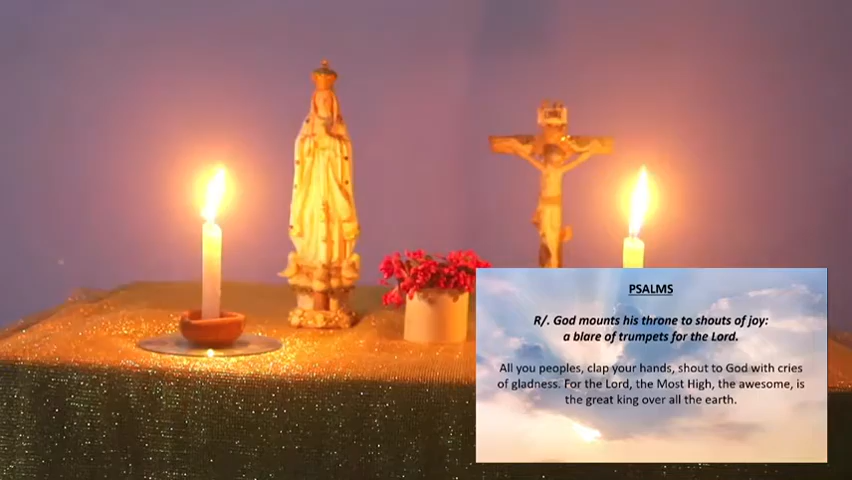 PSALMS
R/. God mounts his throne to shouts of joy:
a blare of trumpets for the Lord.
All you peoples, clap your hands, shout to God with cries
of gladness. For the Lord, the Most High, the awesome, is
the great king over all the earth.